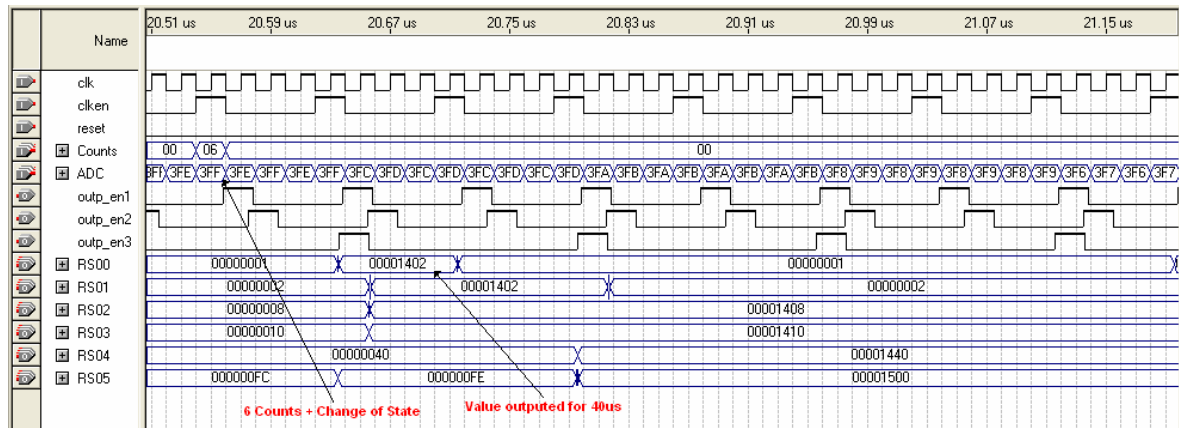 20.51 us 20.59 us 20.67 us 20.75 us 20.83 us 20.91 us 20.99 us 21.07 us 21.15 us
Name
clk
clken
reset
Counts 00 06 00
ADC 3FF 3FE 3FF 3FE 3FF 3FE 3FF 3FC 3FD 3FC 3FD 3FC 3FD 3FC 3FD 3FA 3FB 3FA 3FB 3FA 3FB 3FA 3FB 3F8 3F9 3F8 3F9 3F8 3F9 3F8 3F9 3F6 3F7 3F6 3F7
outp_en1
outp_en2
outp_en3
RS00 00000001 00001402 00000001
RS01 00000002 00001402 00000002
RS02 00000008 00001408
RS03 00000010 00001410
RS04 00000040 00001440
RS05 000000FC 000000FE 00001500
6 Counts + Change of State
Value outputed for 40us